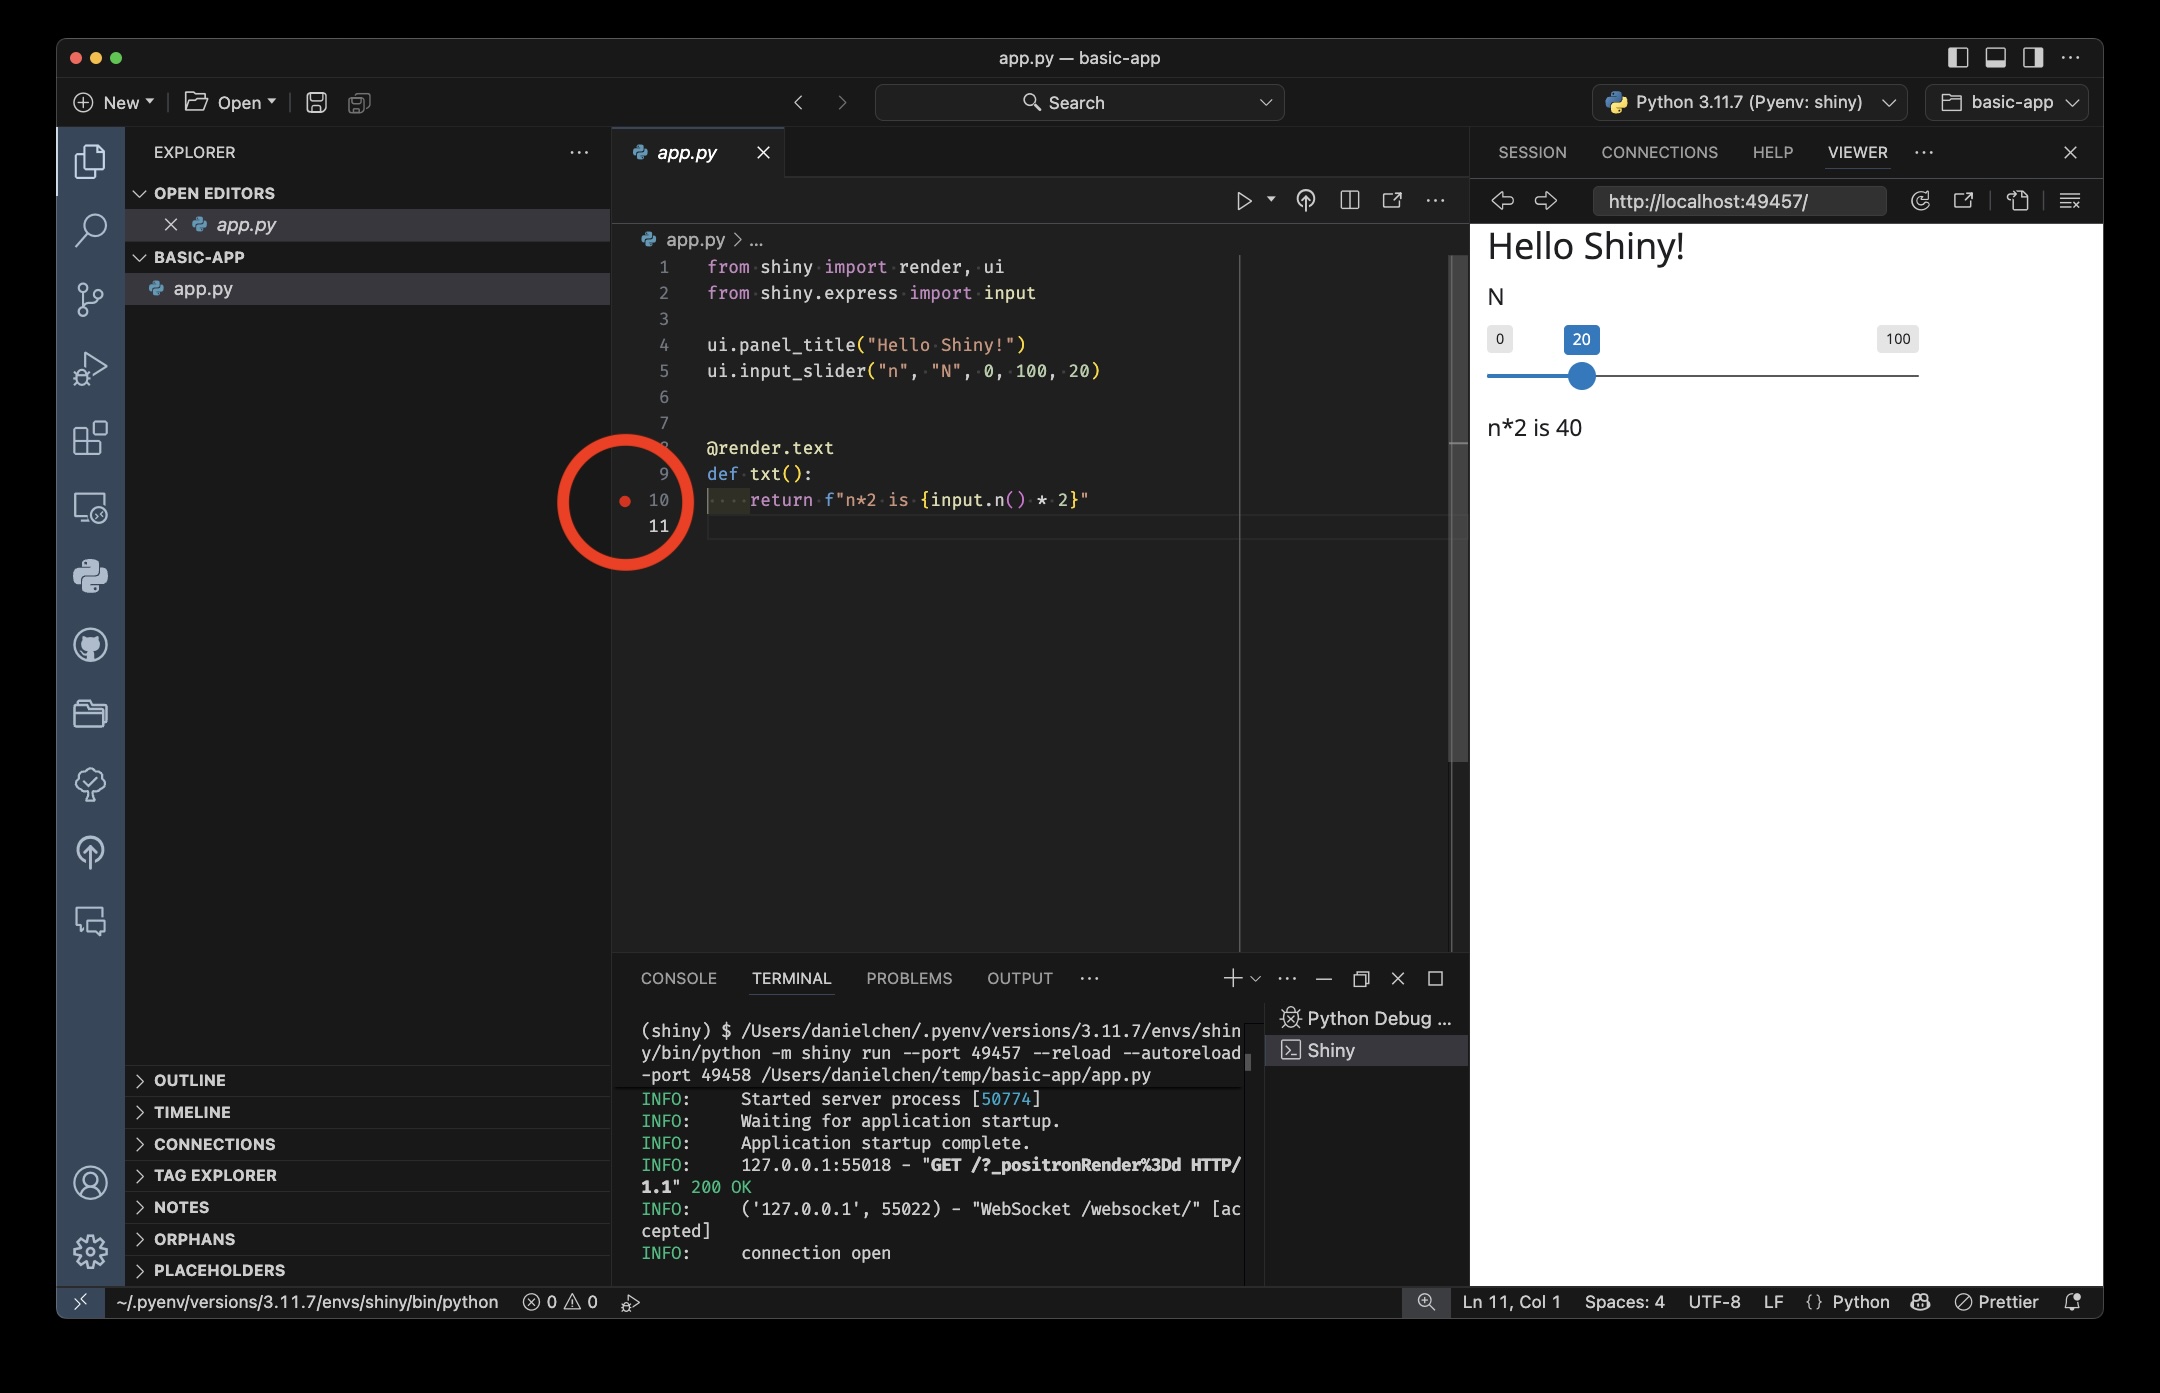 app.py — basic-app
New
Open
Search
Python 3.11.7 (Pyenv: shiny)
basic-app
EXPLORER
OPEN EDITORS
app.py
BASIC-APP
app.py
OUTLINE
TIMELINE
CONNECTIONS
TAG EXPLORER
NOTES
ORPHANS
PLACEHOLDERS
app.py
app.py > ...
1 from shiny import render, ui
2 from shiny.express import input
3
4 ui.panel_title("Hello Shiny!")
5 ui.input_slider("n", "N", 0, 100, 20)
6
7
@render.text
9 def txt():
10 return f"n*2 is {input.n() * 2}"
11
CONSOLE TERMINAL PROBLEMS OUTPUT
(shiny) $ /Users/danielchen/.pyenv/versions/3.11.7/envs/shin
y/bin/python -m shiny run --port 49457 --reload --autoreload
-port 49458 /Users/danielchen/temp/basic-app/app.py
INFO: Started server process [50774]
INFO: Waiting for application startup.
INFO: Application startup complete.
INFO: 127.0.0.1:55018 - "GET /?_positronRender%3Dd HTTP/
1.1" 200 OK
INFO: ('127.0.0.1', 55022) - "WebSocket /websocket/" [ac
cepted]
INFO: connection open
Python Debug ...
Shiny
SESSION CONNECTIONS HELP VIEWER
http://localhost:49457/
Hello Shiny!
N
0 20 100
n*2 is 40
~/.pyenv/versions/3.11.7/envs/shiny/bin/python 0 0
Ln 11, Col 1 Spaces: 4 UTF-8 LF {} Python Prettier